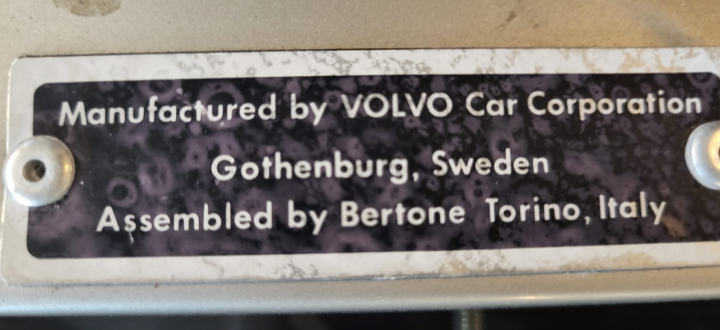 Manufactured by VOLVO Car Corporation
Gothenburg, Sweden
Assembled by Bertone Torino, Italy